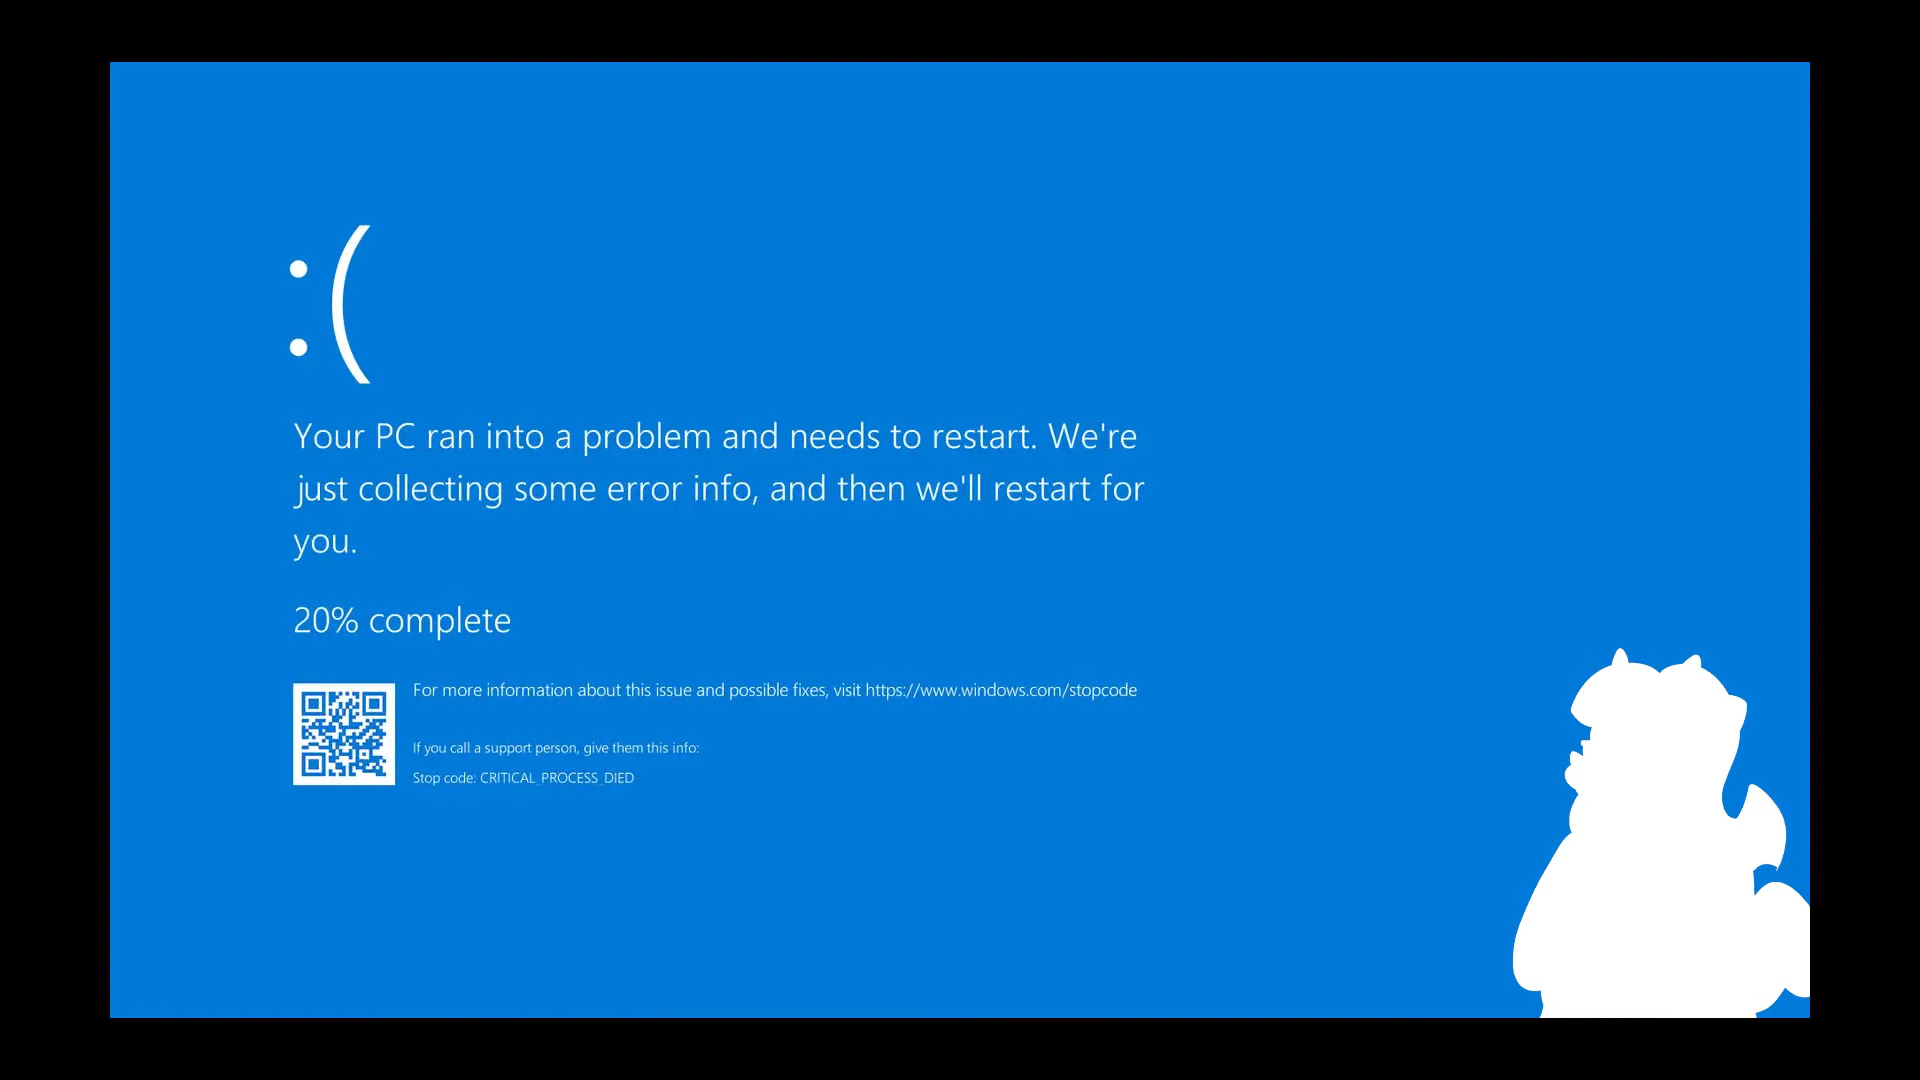 :(
Your PC ran into a problem and needs to restart. We're
just collecting some error info, and then we'll restart for
you.
20% complete
For more information about this issue and possible fixes, visit https://www.windows.com/stopcode
If you call a support person, give them this info:
Stop code: CRITICAL_PROCESS_DIED